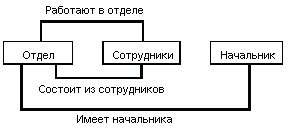 Работают в отделе
Отдел
Сотрудники
Начальник
Состоит из сотрудников
Имеет начальника